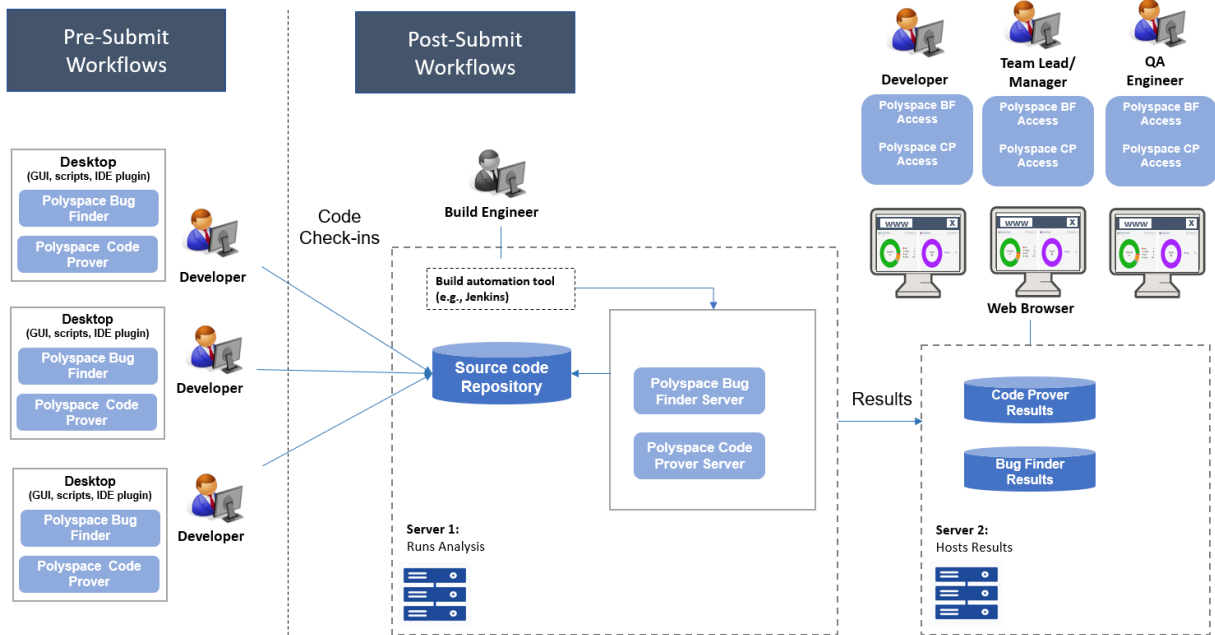 Pre-Submit
Workflows
Post-Submit
Workflows
Developer
Team Lead/
Manager
QA
Engineer
Polyspace BF
Access
Polyspace CP
Access
Polyspace BF
Access
Polyspace CP
Access
Polyspace BF
Access
Polyspace CP
Access
www
X
www
X
www
X
Web Browser
Desktop
(GUI, scripts, IDE plugin)
Polyspace Bug
Finder
Polyspace Code
Prover
Developer
Desktop
(GUI, scripts, IDE plugin)
Polyspace Bug
Finder
Polyspace Code
Prover
Developer
Desktop
(GUI, scripts, IDE plugin)
Polyspace Bug
Finder
Polyspace Code
Prover
Developer
Code
Check-ins
Build Engineer
Build automation tool
(e.g., Jenkins)
Source code
Repository
Polyspace Bug
Finder Server
Polyspace Code
Prover Server
Server 1:
Runs Analysis
Results
Code Prover
Results
Bug Finder
Results
Server 2:
Hosts Results